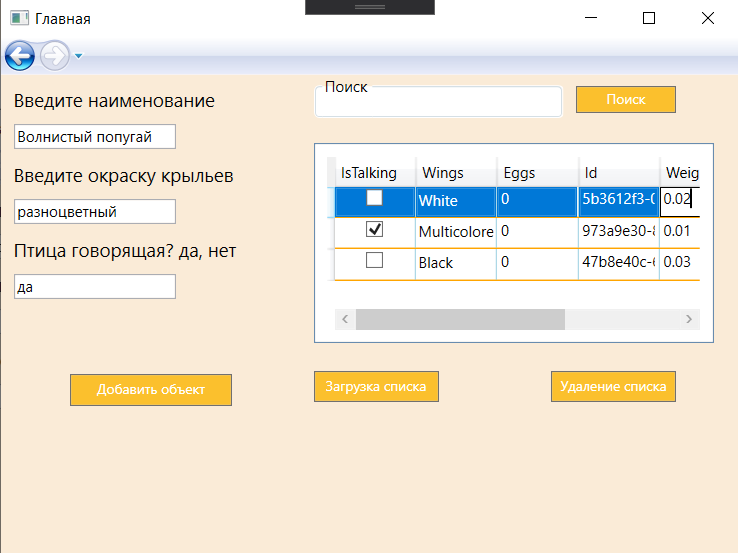 Главная
Введите наименование
Волнистый попугай
Введите окраску крыльев
разноцветный
Птица говорящая? да, нет
да
Добавить объект
Поиск
Поиск
IsTalking Wings Eggs Id Weig
White 0 5b3612f3-0 0.02
Multicolore 0 973a9e30-8 0.01
Black 0 47b8e40c-6 0.03
Загрузка списка
Удаление списка